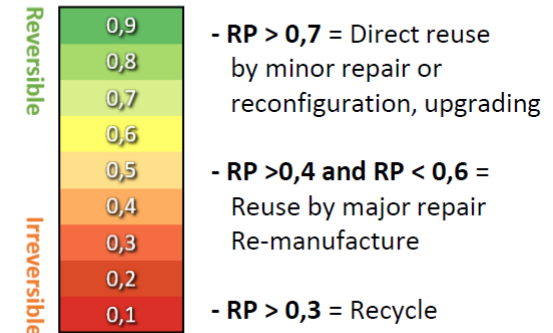 Reversible
Irreversible
0,9
0,8
0,7
0,6
0,5
0,4
0,3
0,2
0,1
- RP > 0,7 = Direct reuse
by minor repair or
reconfiguration, upgrading
- RP >0,4 and RP < 0,6 =
Reuse by major repair
Re-manufacture
- RP > 0,3 = Recycle